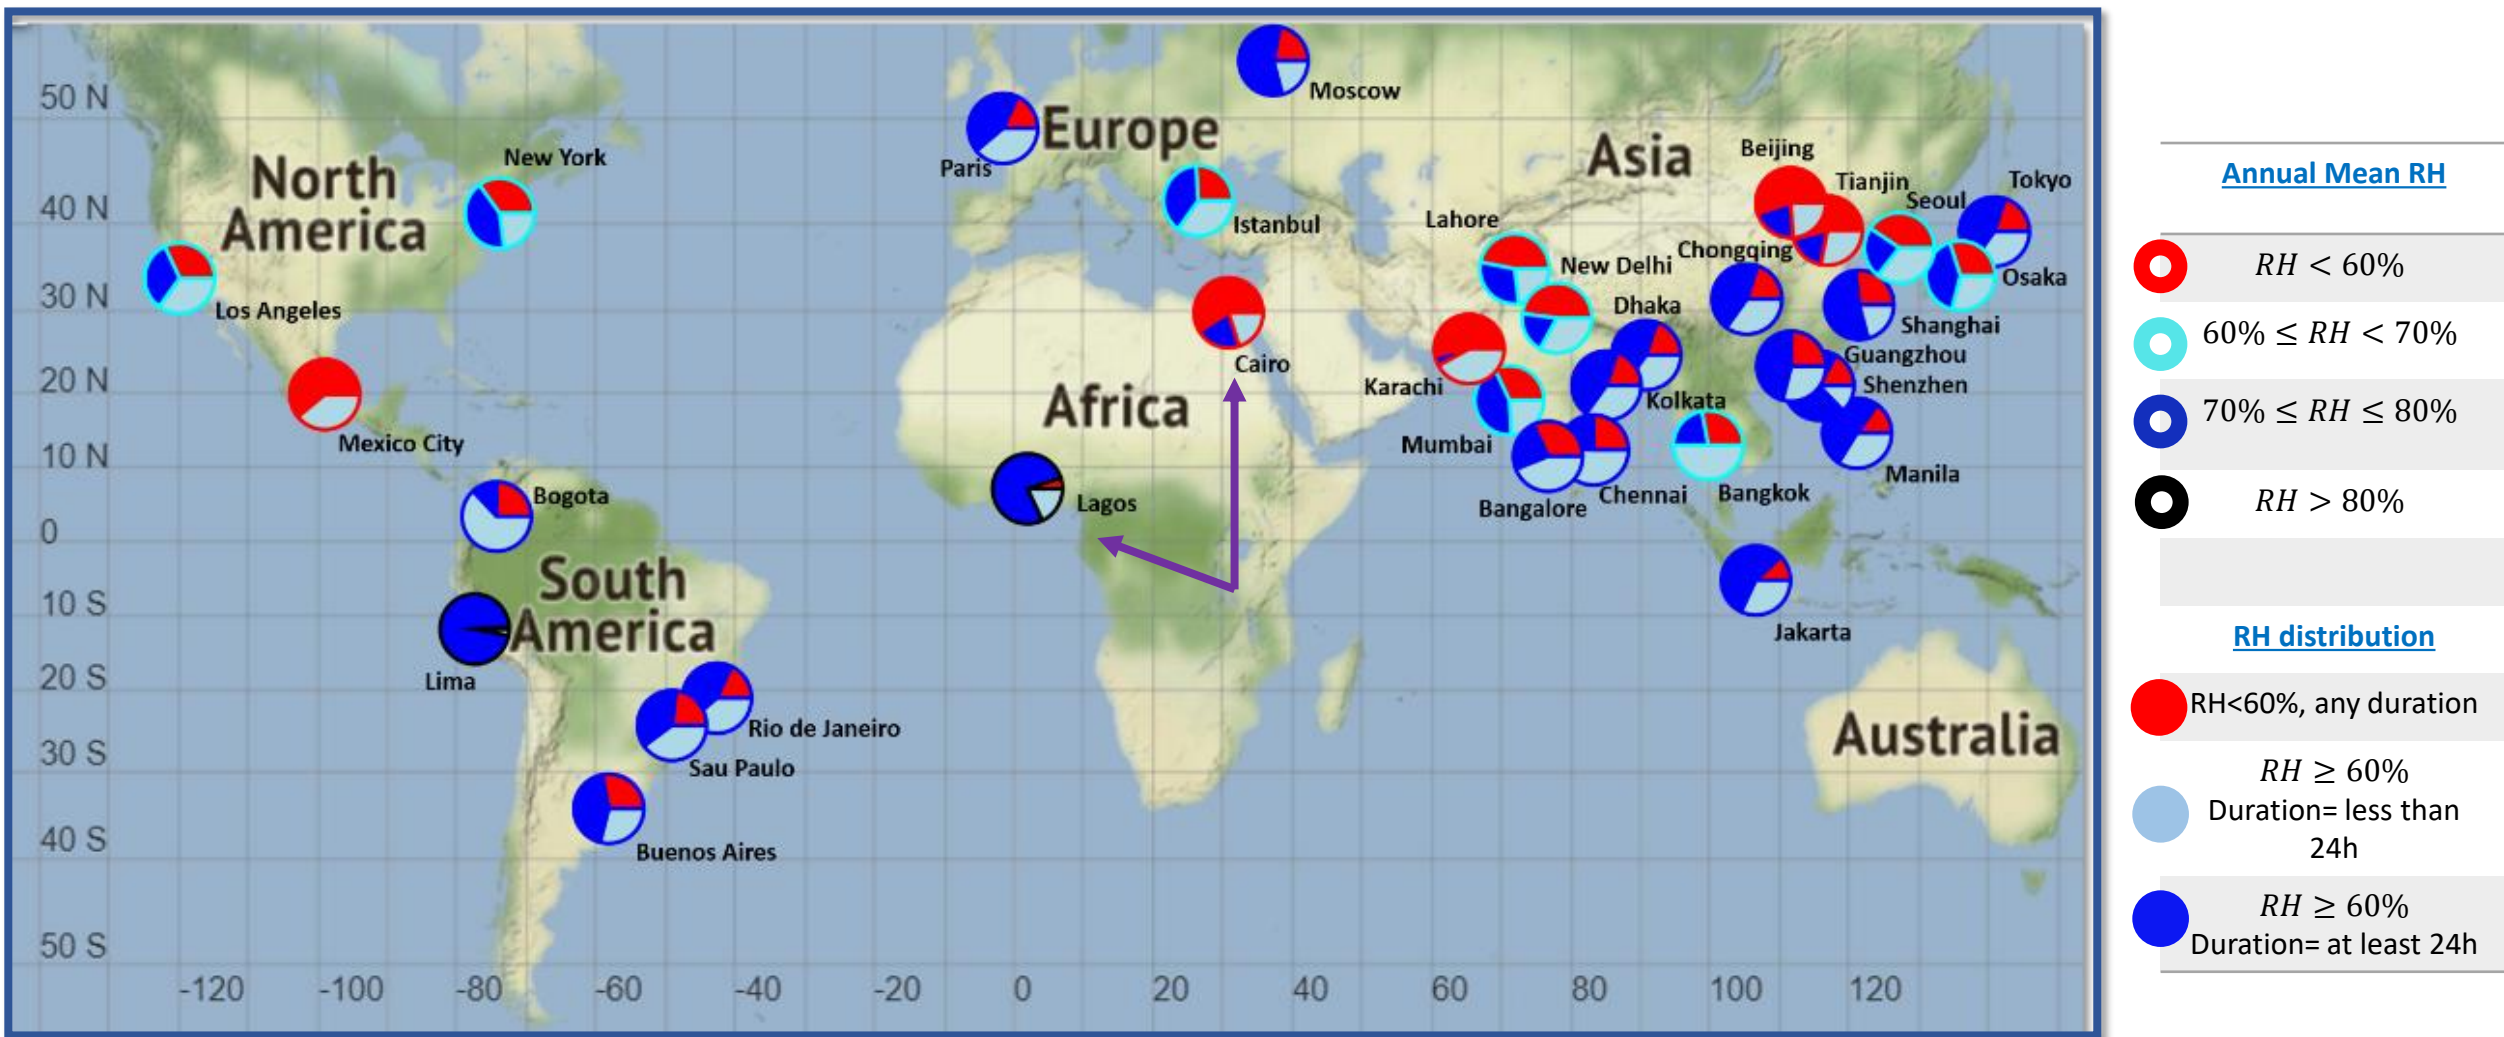 50 N
40 N
30 N
20 N
10 N
0
10 S
20 S
30 S
40 S
50 S
-120
-100
-80
-60
-40
-20
0
20
40
60
80
100
120
North
America
South
America
Europe
Africa
Asia
Australia
New York
Los Angeles
Mexico City
Bogota
Lima
Rio de Janeiro
Sau Paulo
Buenos Aires
Paris
Moscow
Istanbul
Cairo
Lagos
Lahore
New Delhi
Karachi
Mumbai
Dhaka
Kolkata
Bangalore
Chennai
Bangkok
Beijing
Tianjin
Seoul
Tokyo
Osaka
Chongqing
Shanghai
Guangzhou
Shenzhen
Manila
Jakarta
Annual Mean RH
RH < 60%
60% ≤ RH < 70%
70% ≤ RH ≤ 80%
RH > 80%
RH distribution
RH<60%, any duration
RH ≥ 60%
Duration= less than
24h
RH ≥ 60%
Duration= at least 24h